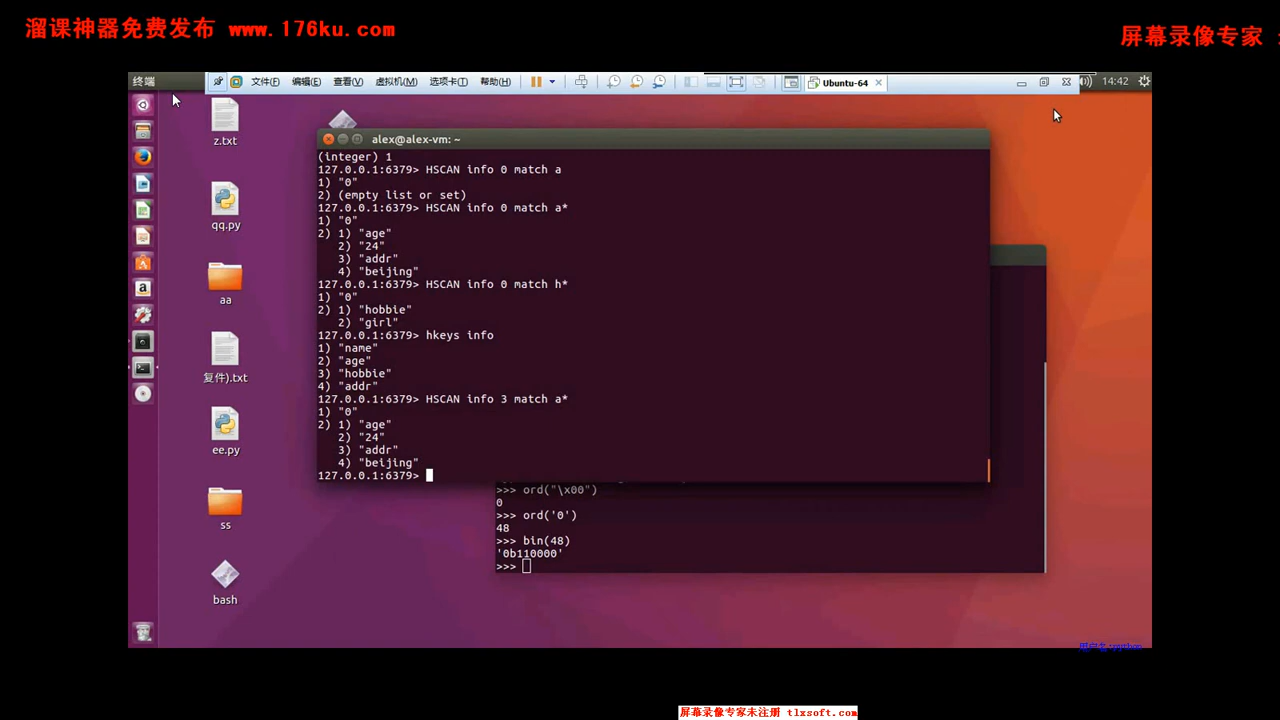 溜课神器免费发布 www.176ku.com
屏幕录像专家
终端
文件(F) 编辑(E) 查看(V) 虚拟机(M) 选项卡(T) 帮助(H)
Ubuntu-64
14:42
z.txt
qq.py
aa
复件).txt
ee.py
ss
bash
alex@alex-vm: ~
(integer) 1
127.0.0.1:6379> HSCAN info 0 match a
1) "0"
2) (empty list or set)
127.0.0.1:6379> HSCAN info 0 match a*
1) "0"
2) 1) "age"
2) "24"
3) "addr"
4) "beijing"
127.0.0.1:6379> HSCAN info 0 match h*
1) "0"
2) 1) "hobbie"
2) "girl"
127.0.0.1:6379> hkeys info
1) "name"
2) "age"
3) "hobbie"
4) "addr"
127.0.0.1:6379> HSCAN info 3 match a*
1) "0"
2) 1) "age"
2) "24"
3) "addr"
4) "beijing"
127.0.0.1:6379>
>>> ord("\x00")
0
>>> ord('0')
48
>>> bin(48)
'0b110000'
>>>
屏幕录像专家未注册 tlxsoft.com